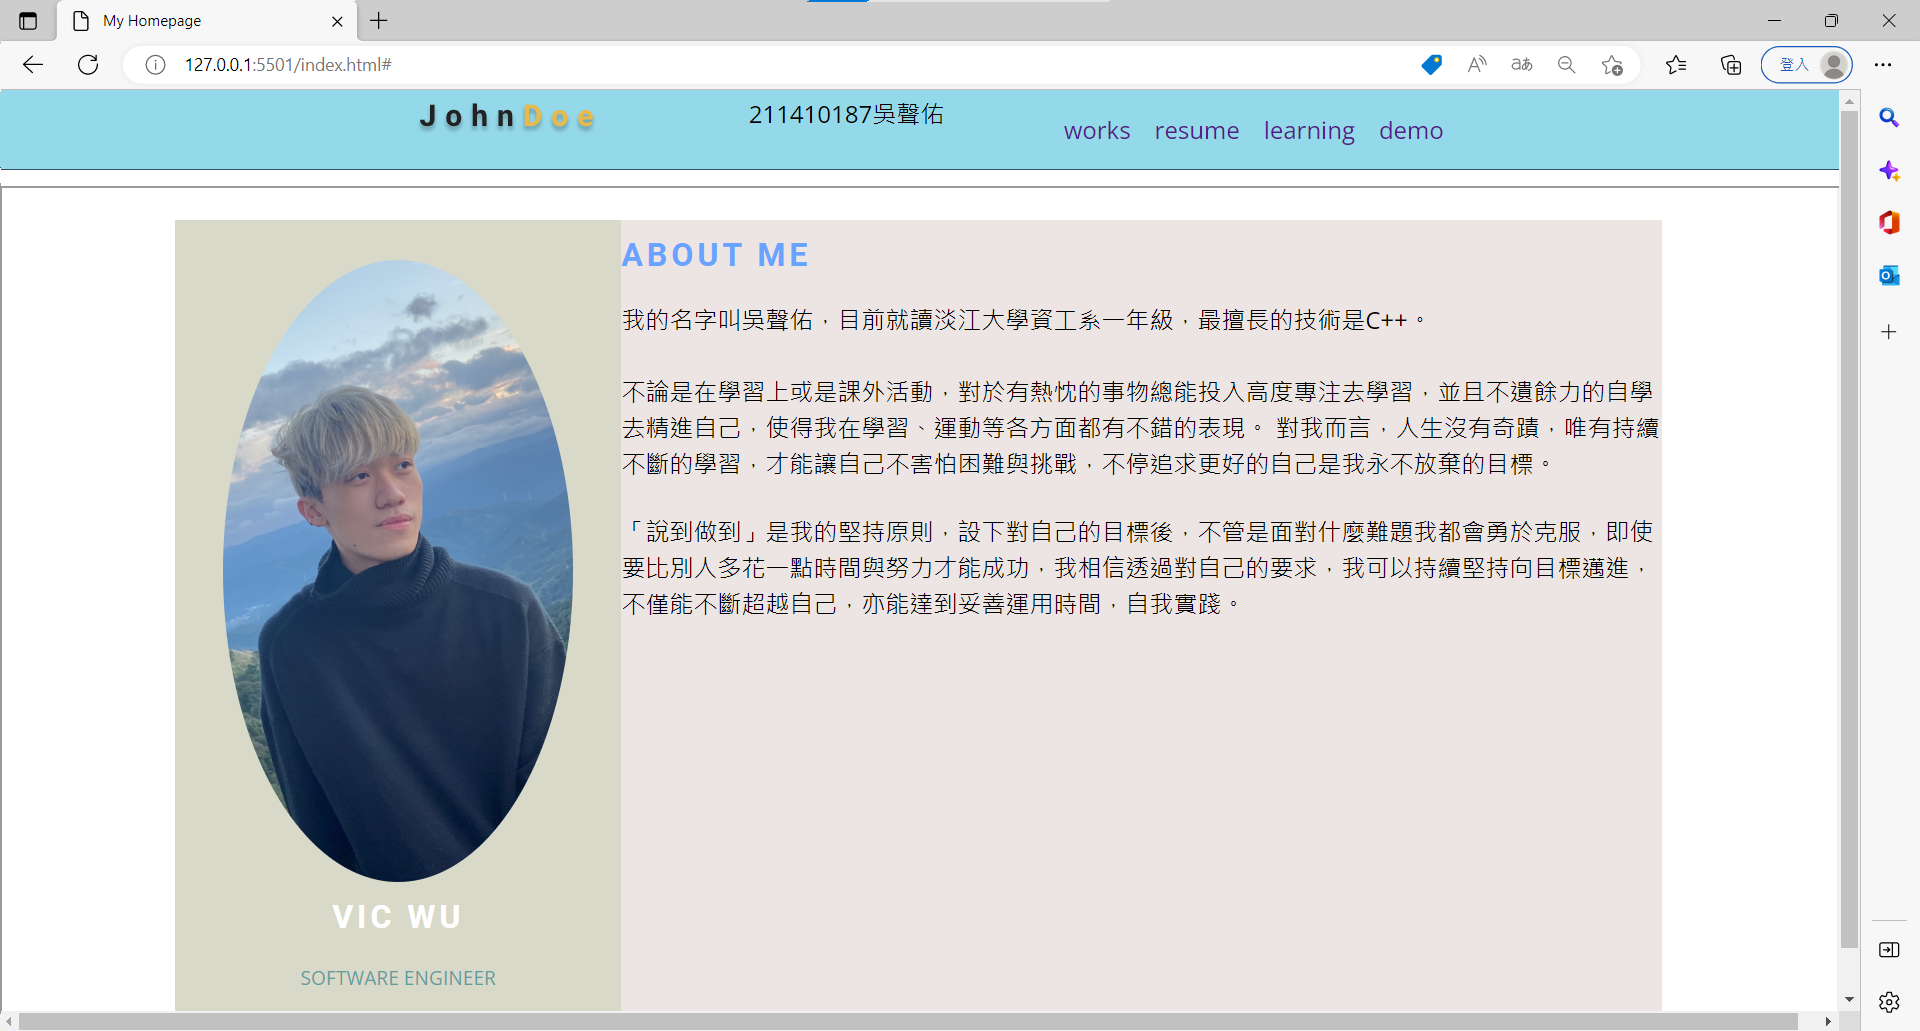 My Homepage
127.0.0.1:5501/index.html#
登入
JohnDoe
211410187吳聲佑
works resume learning demo
ABOUT ME
我的名字叫吳聲佑，目前就讀淡江大學資工系一年級，最擅長的技術是C++。
不論是在學習上或是課外活動，對於有熱忱的事物總能投入高度專注去學習，並且不遺餘力的自學
去精進自己，使得我在學習、運動等各方面都有不錯的表現。 對我而言，人生沒有奇蹟，唯有持續
不斷的學習，才能讓自己不害怕困難與挑戰，不停追求更好的自己是我永不放棄的目標。
「說到做到」是我的堅持原則，設下對自己的目標後，不管是面對什麼難題我都會勇於克服，即使
要比別人多花一點時間與努力才能成功，我相信透過對自己的要求，我可以持續堅持向目標邁進，
不僅能不斷超越自己，亦能達到妥善運用時間，自我實踐。
VIC WU
SOFTWARE ENGINEER